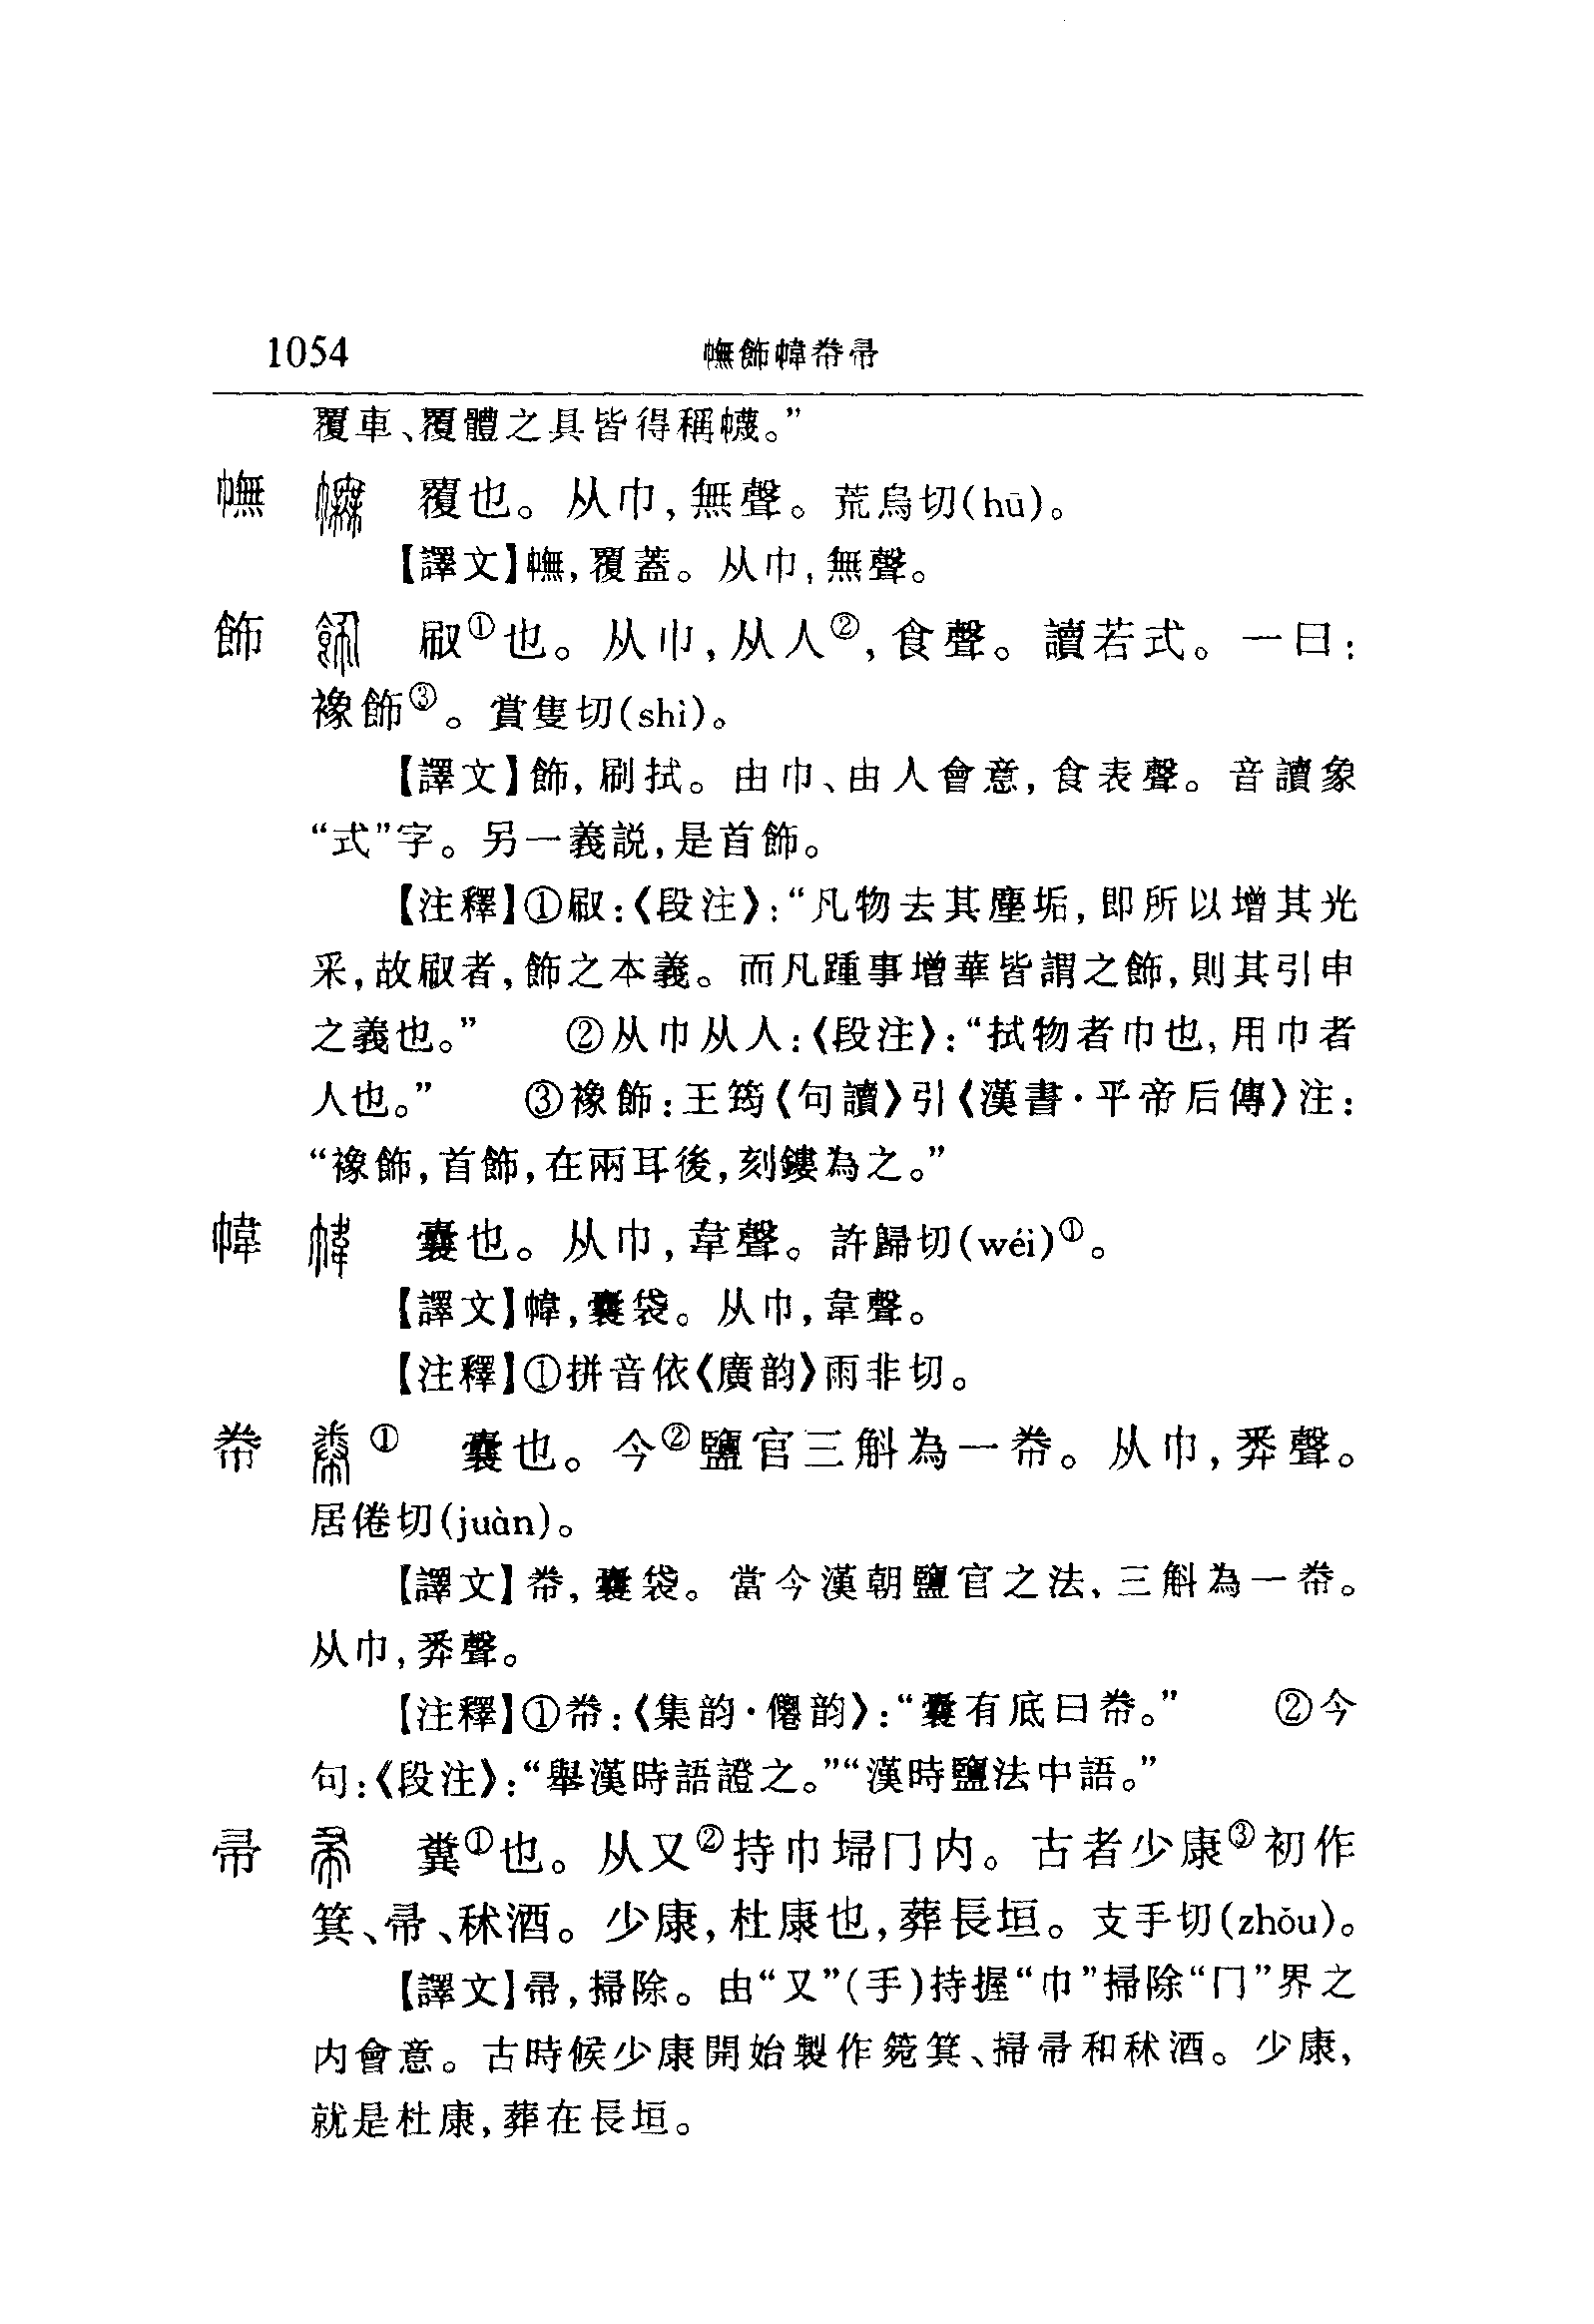 1054 幠飾幃帣帚
覆車、覆體之具皆得稱幭。”
幠 覆也。从巾,無聲。荒烏切(hū)。
【譯文】幠,覆蓋。从巾,無聲。
飾 㕞①也。从巾,从人②,食聲。讀若式。一曰:
襐飾③。賞隻切(shì)。
【譯文】飾,刷拭。由巾、由人會意,食表聲。音讀象
“式”字。另一義説,是首飾。
【注釋】①㕞:《段注》:“凡物去其塵垢,即所以增其光
采,故㕞者,飾之本義。而凡踵事增華皆謂之飾,則其引申
之義也。” ②从巾从人:《段注》:“拭物者巾也,用巾者
人也。” ③襐飾:王筠《句讀》引《漢書·平帝后傳》注:
“襐飾,首飾,在兩耳後,刻鏤為之。”
幃 囊也。从巾,韋聲。許歸切(wéi)①。
【譯文】幃,囊袋。从巾,韋聲。
【注釋】①拼音依《廣韵》雨非切。
帣 ① 囊也。今②鹽官三斛為一帣。从巾,𢍏聲。
居倦切(juàn)。
【譯文】帣,囊袋。當今漢朝鹽官之法,三斛為一帣。
从巾,𢍏聲。
【注釋】①帣:《集韵·僊韵》:“囊有底曰帣。” ②今
句:《段注》:“舉漢時語證之。”“漢時鹽法中語。”
帚 糞①也。从又②持巾埽冂内。古者少康③初作
箕、帚、秫酒。少康,杜康也,葬長垣。支手切(zhǒu)。
【譯文】帚,掃除。由“又”(手)持握“巾”掃除“冂”界之
内會意。古時候少康開始製作篼箕、掃帚和秫酒。少康,
就是杜康,葬在長垣。